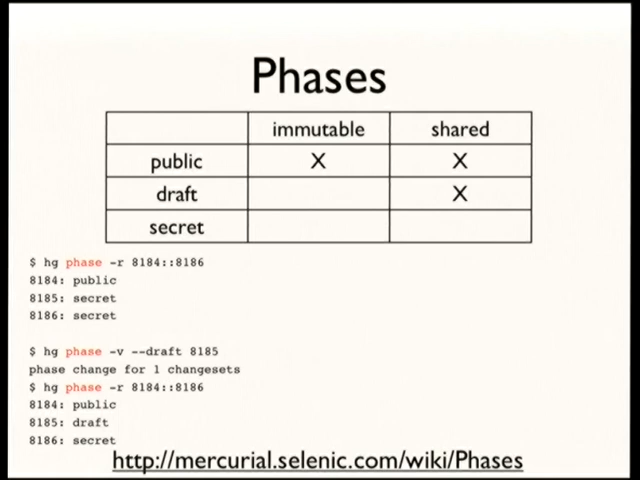 Phases
immutable shared
public X X
draft X
secret
$ hg phase -r 8184::8186
8184: public
8185: secret
8186: secret
$ hg phase -v --draft 8185
phase change for 1 changesets
$ hg phase -r 8184::8186
8184: public
8185: draft
8186: secret
http://mercurial.selenic.com/wiki/Phases